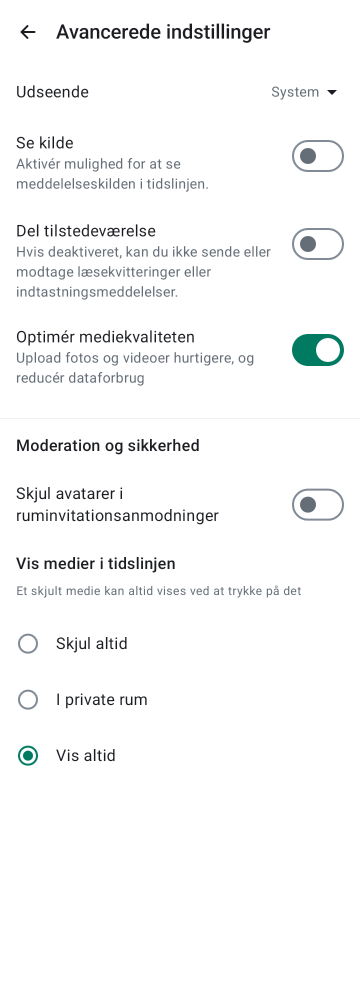 Avancerede indstillinger
Udseende
System
Se kilde
Aktivér mulighed for at se
meddelelseskilden i tidslinjen.
Del tilstedeværelse
Hvis deaktiveret, kan du ikke sende eller
modtage læsekvitteringer eller
indtastningsmeddelelser.
Optimér mediekvaliteten
Upload fotos og videoer hurtigere, og
reducér dataforbrug
Moderation og sikkerhed
Skjul avatarer i
ruminvitationsanmodninger
Vis medier i tidslinjen
Et skjult medie kan altid vises ved at trykke på det
Skjul altid
I private rum
Vis altid